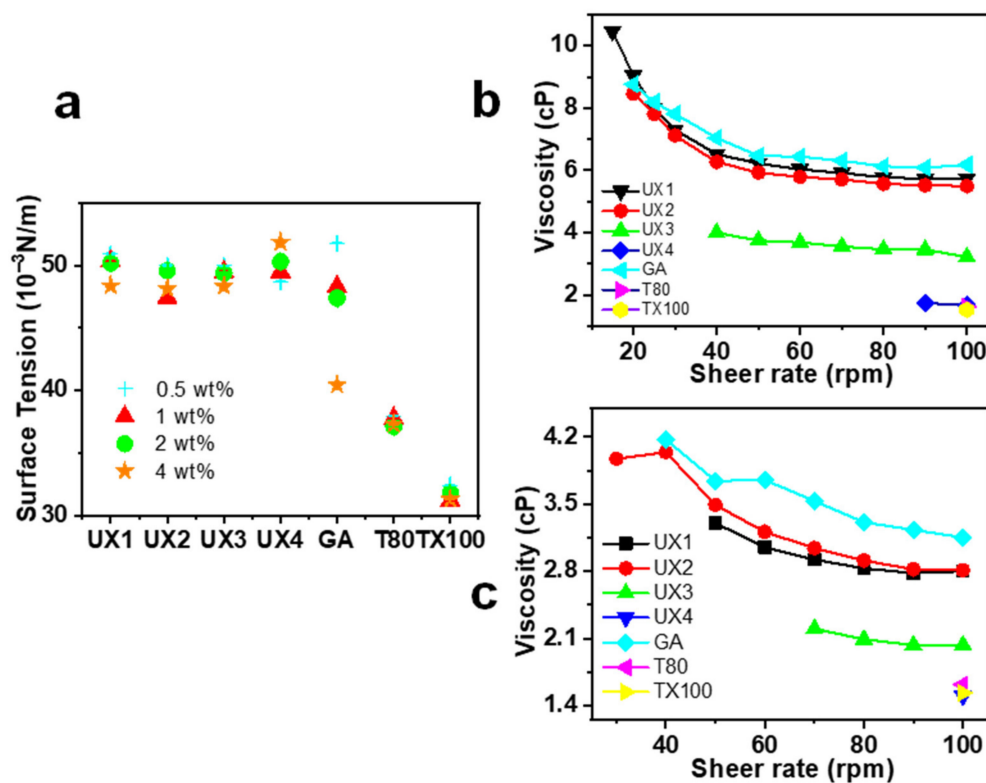 a
Surface Tension (10⁻³N/m)
50
40
30
0.5 wt%
1 wt%
2 wt%
4 wt%
UX1 UX2 UX3 UX4 GA T80 TX100
b
Viscosity (cP)
10
8
6
4
2
UX1
UX2
UX3
UX4
GA
T80
TX100
20 40 60 80 100
Sheer rate (rpm)
c
Viscosity (cP)
4.2
3.5
2.8
2.1
1.4
UX1
UX2
UX3
UX4
GA
T80
TX100
40 60 80 100
Sheer rate (rpm)